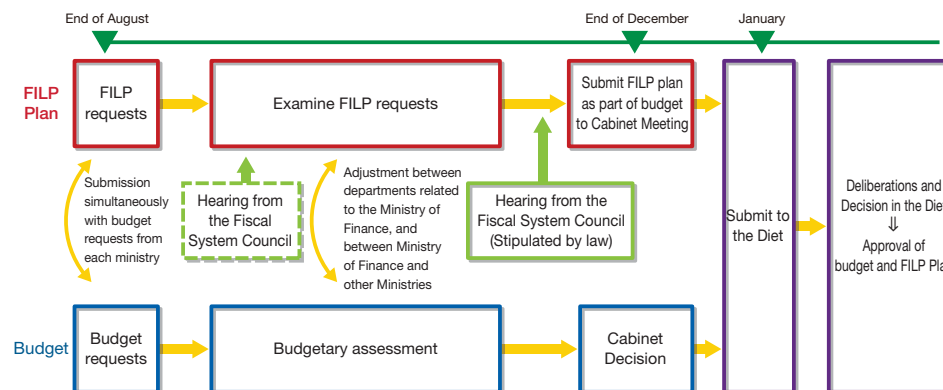 End of August
End of December
January
FILP
Plan
FILP
requests
Examine FILP requests
Submit FILP plan
as part of budget
to Cabinet Meeting
Submission
simultaneously
with budget
requests from
each ministry
Hearing from
the Fiscal
System Council
Adjustment between
departments related
to the Ministry of
Finance, and
between Ministry
of Finance and
other Ministries
Hearing from the
Fiscal System Council
(Stipulated by law)
Submit to
the Diet
Deliberations and
Decision in the Diet
⇓
Approval of
budget and FILP Pla
Budget
Budget
requests
Budgetary assessment
Cabinet
Decision